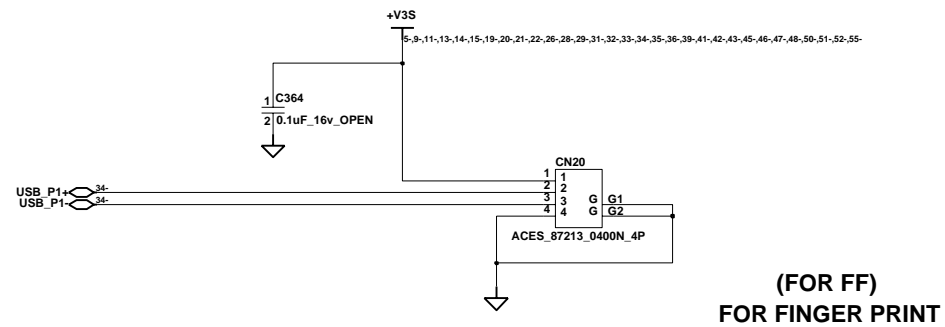 +V3S
5-,9-,11-,13-,14-,15-,19-,20-,21-,22-,26-,28-,29-,31-,32-,33-,34-,35-,36-,39-,41-,42-,43-,45-,46-,47-,48-,50-,51-,52-,55-
1 C364
2 0.1uF_16v_OPEN
CN20
1 1
USB_P1+ 34- 2 2
USB_P1- 34- 3 3 G G1
4 4 G G2
ACES_87213_0400N_4P
(FOR FF)
FOR FINGER PRINT